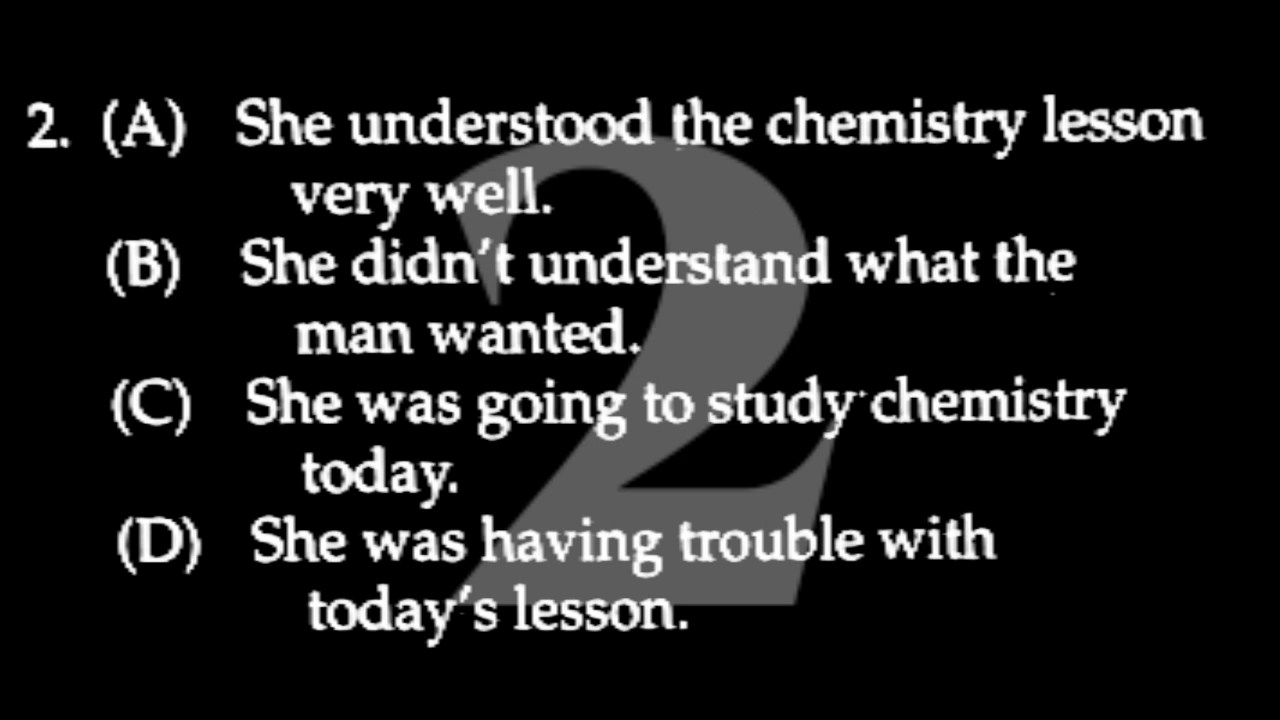 2. (A) She understood the chemistry lesson
very well.
(B) She didn't understand what the
man wanted.
(C) She was going to study chemistry
today.
(D) She was having trouble with
today's lesson.
2